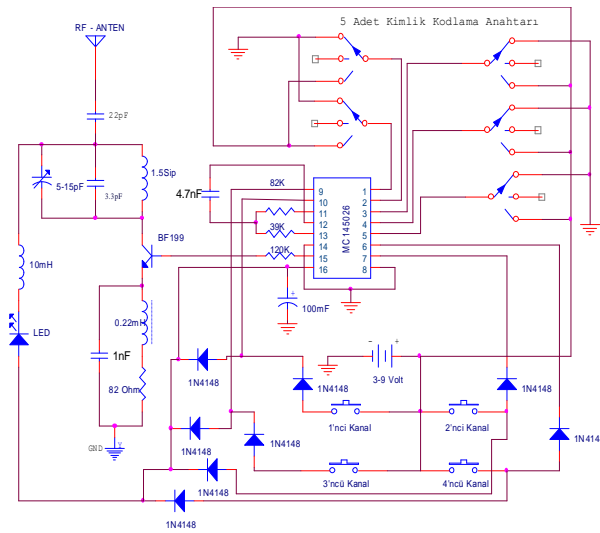 5 Adet Kimlik Kodlama Anahtarı
RF - ANTEN
22pF
1.5Sip
5-15pF
3.3pF
4.7nF
82K
39K
120K
9
10
11
12
13
14
15
16
MC145026
1
2
3
4
5
6
7
8
BF199
10mH
100mF
LED
0.22mH
1nF
82 Ohm
GND
1N4148
- +
3-9 Volt
1N4148
1'nci Kanal
1N4148
2'nci Kanal
1N4148
1N4148
1N414
3'ncü Kanal
4'ncü Kanal
1N4148
1N4148